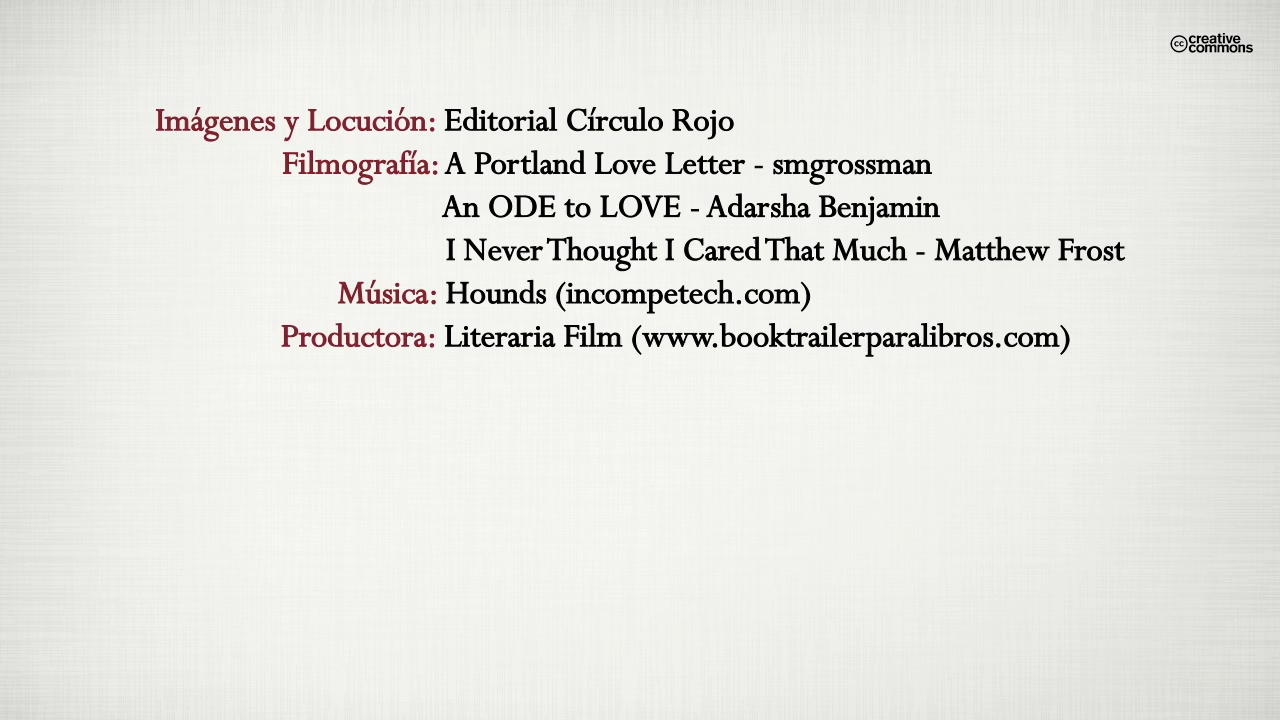 cc creative
commons
Imágenes y Locución: Editorial Círculo Rojo
Filmografía: A Portland Love Letter - smgrossman
An ODE to LOVE - Adarsha Benjamin
I Never Thought I Cared That Much - Matthew Frost
Música: Hounds (incompetech.com)
Productora: Literaria Film (www.booktrailerparalibros.com)